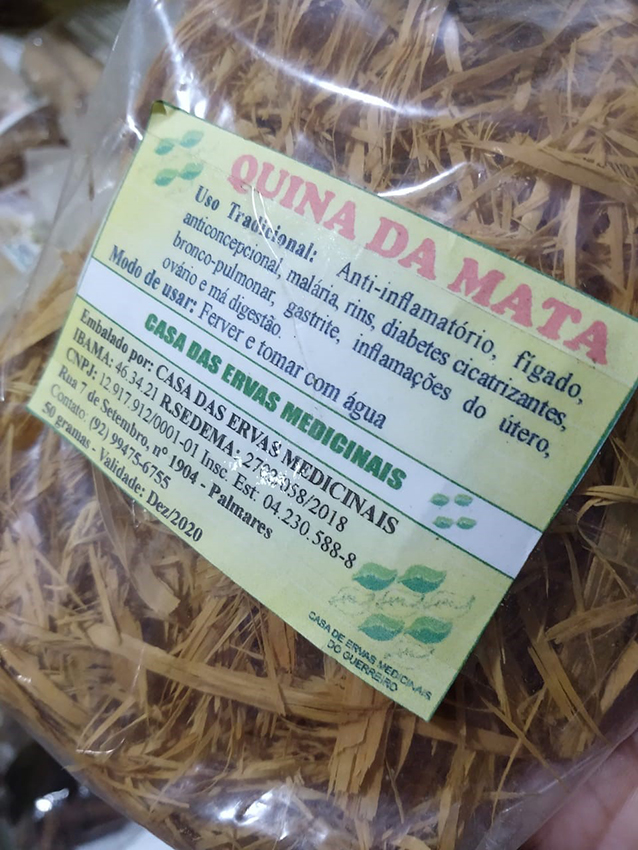 QUINA DA MATA
Uso Tradicional: Anti-inflamatório, fígado,
anticoncepcional, malária, rins, diabetes cicatrizantes,
bronco-pulmonar, gastrite, inflamações do útero,
ovário e má digestão
Modo de usar: Ferver e tomar com água
CASA DAS ERVAS MEDICINAIS
Embalado por: CASA DAS ERVAS MEDICINAIS
IBAMA: 46.34.21 R.SEDEMA: 2702/038/2018
CNPJ: 12.917.912/0001-01 Insc. Est: 04.230.588-8
Rua 7 de Setembro, nº 1904 - Palmares
Contato: (92) 99475-6755
50 gramas - Validade: Dez/2020
CASA DE ERVAS MEDICINAIS
DO GUERREIRO